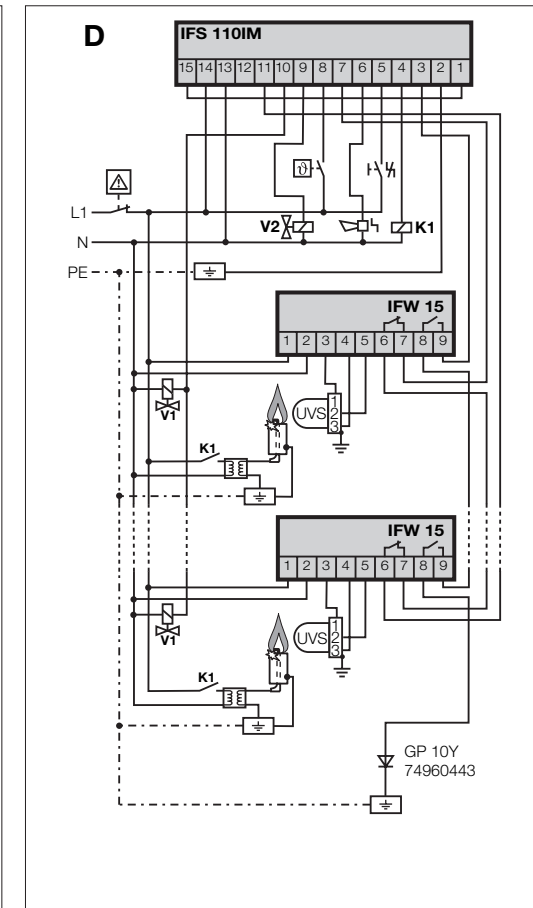 D
IFS 110IM
15 14 13 12 11 10 9 8 7 6 5 4 3 2 1
ϑ
L1
V2
K1
N
PE
IFW 15
1 2 3 4 5 6 7 8 9
V1
UVS
1
2
3
K1
IFW 15
1 2 3 4 5 6 7 8 9
V1
UVS
1
2
3
K1
GP 10Y
74960443